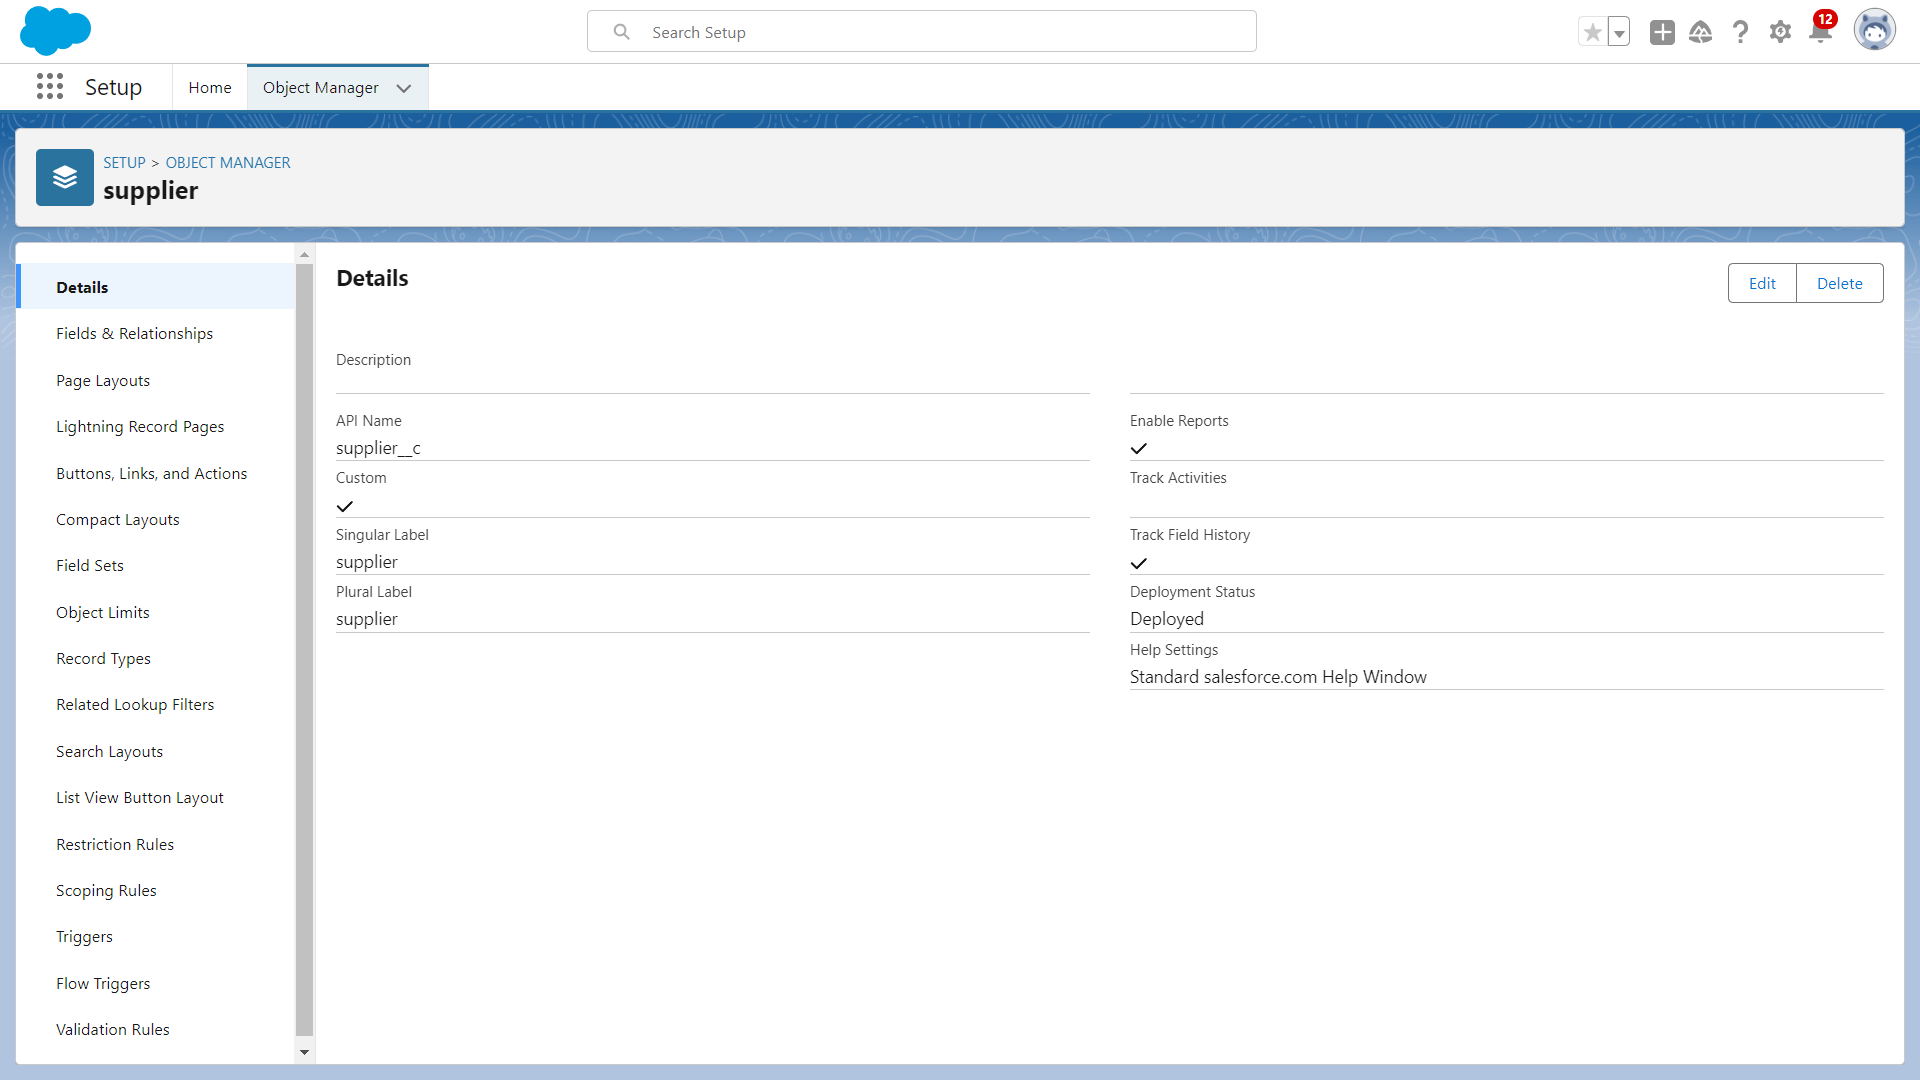 Search Setup
12
Setup
Home
Object Manager
SETUP > OBJECT MANAGER
supplier
Details
Fields & Relationships
Page Layouts
Lightning Record Pages
Buttons, Links, and Actions
Compact Layouts
Field Sets
Object Limits
Record Types
Related Lookup Filters
Search Layouts
List View Button Layout
Restriction Rules
Scoping Rules
Triggers
Flow Triggers
Validation Rules
Details
Edit
Delete
Description
API Name
supplier__c
Custom
Singular Label
supplier
Plural Label
supplier
Enable Reports
Track Activities
Track Field History
Deployment Status
Deployed
Help Settings
Standard salesforce.com Help Window